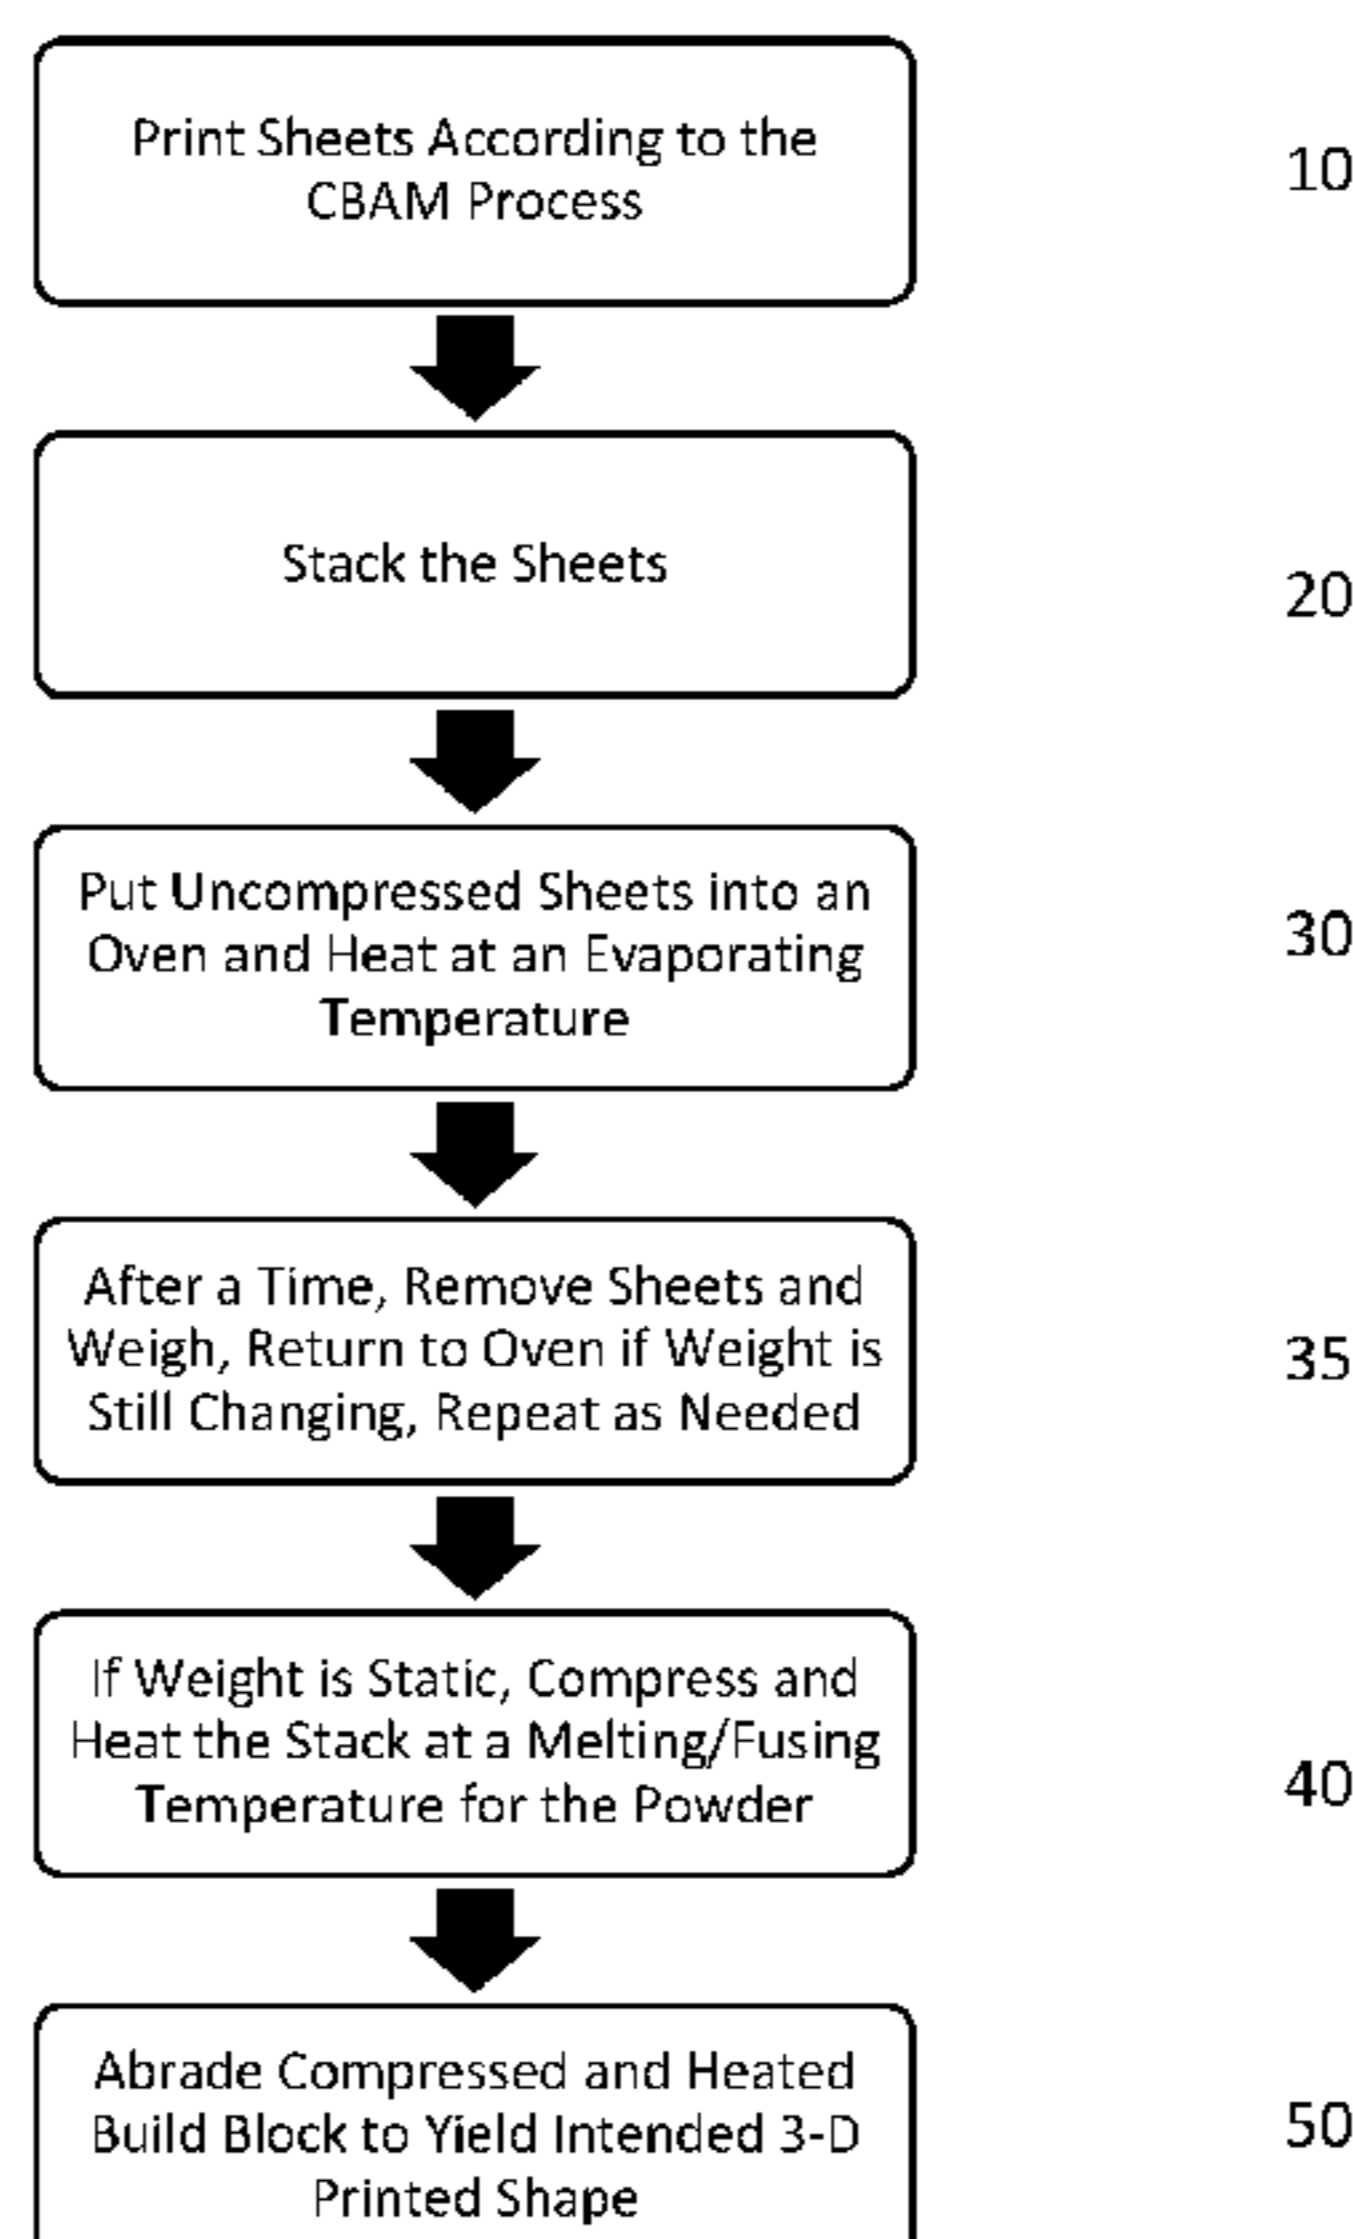 Print Sheets According to the
CBAM Process
10
Stack the Sheets
20
Put Uncompressed Sheets into an
Oven and Heat at an Evaporating
Temperature
30
After a Time, Remove Sheets and
Weigh, Return to Oven if Weight is
Still Changing, Repeat as Needed
35
If Weight is Static, Compress and
Heat the Stack at a Melting/Fusing
Temperature for the Powder
40
Abrade Compressed and Heated
Build Block to Yield Intended 3-D
Printed Shape
50